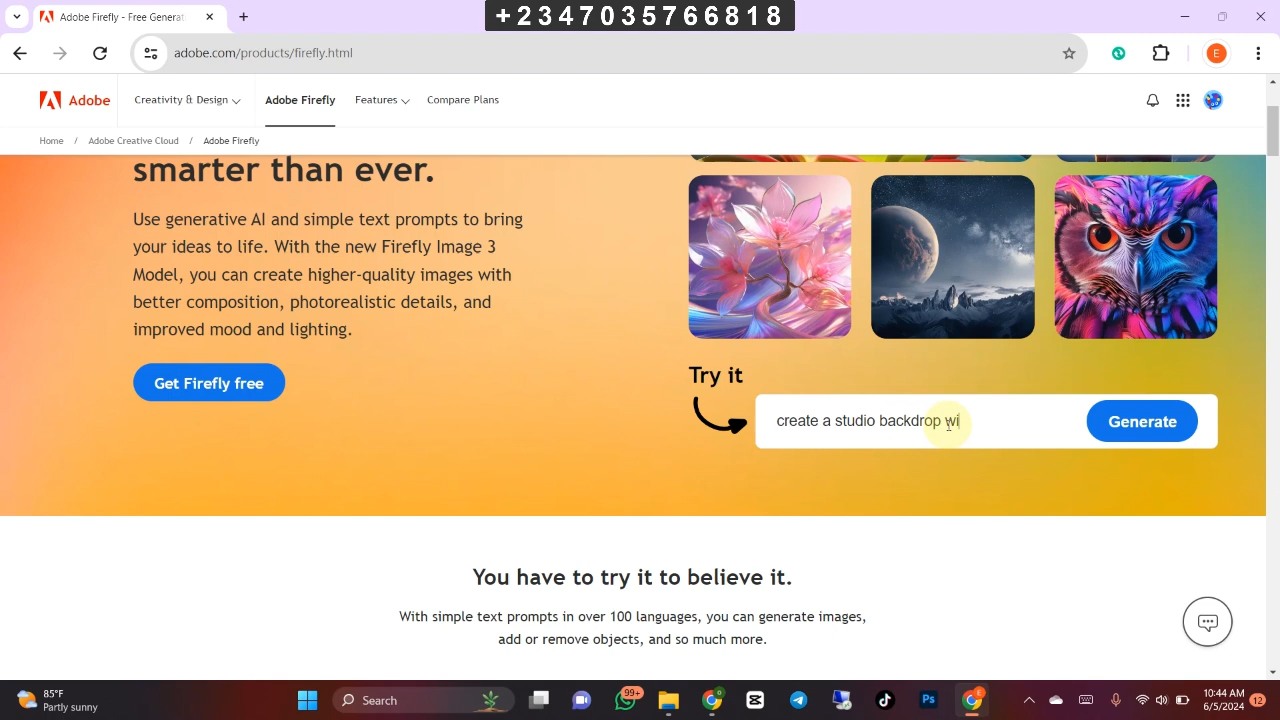 +2347035766818
Adobe Firefly - Free Generat
adobe.com/products/firefly.html
E
Adobe
Creativity & Design
Adobe Firefly
Features
Compare Plans
Home / Adobe Creative Cloud / Adobe Firefly
smarter than ever.
Use generative AI and simple text prompts to bring
your ideas to life. With the new Firefly Image 3
Model, you can create higher-quality images with
better composition, photorealistic details, and
improved mood and lighting.
Get Firefly free
Try it
create a studio backdrop wi
Generate
You have to try it to believe it.
With simple text prompts in over 100 languages, you can generate images,
add or remove objects, and so much more.
85°F
Partly sunny
Search
99+
Ps
E
10:44 AM
6/5/2024
12